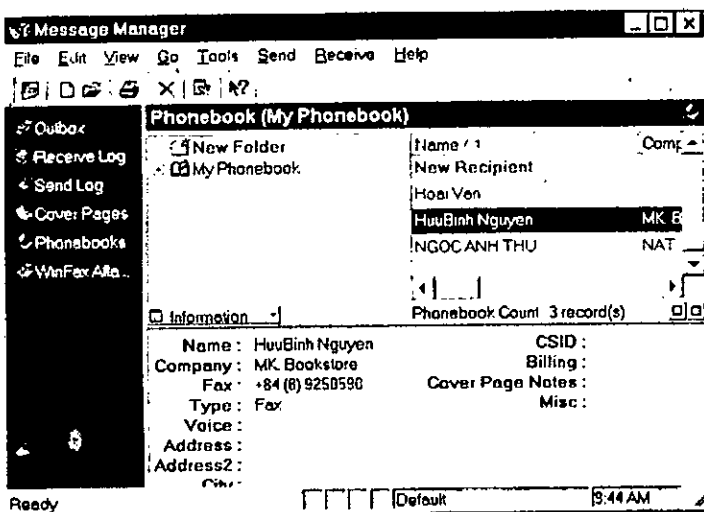 Message Manager
File Edit View Go Tools Send Receive Help
Phonebook (My Phonebook)
Outbox
Receive Log
Send Log
Cover Pages
Phonebooks
WinFax
New Folder
My Phonebook
Name / 1
New Recipient
Hoai Van
HuuBinh Nguyen MK. B
NGOC ANH THU NAT
Phonebook Count 3 record(s)
Information
Name : HuuBinh Nguyen
Company : MK. Bookstore
Fax : +84 (8) 9250590
Type : Fax
Voice :
Address :
Address2 :
City :
CSID :
Billing :
Cover Page Notes :
Misc :
Ready Default 9:44 AM